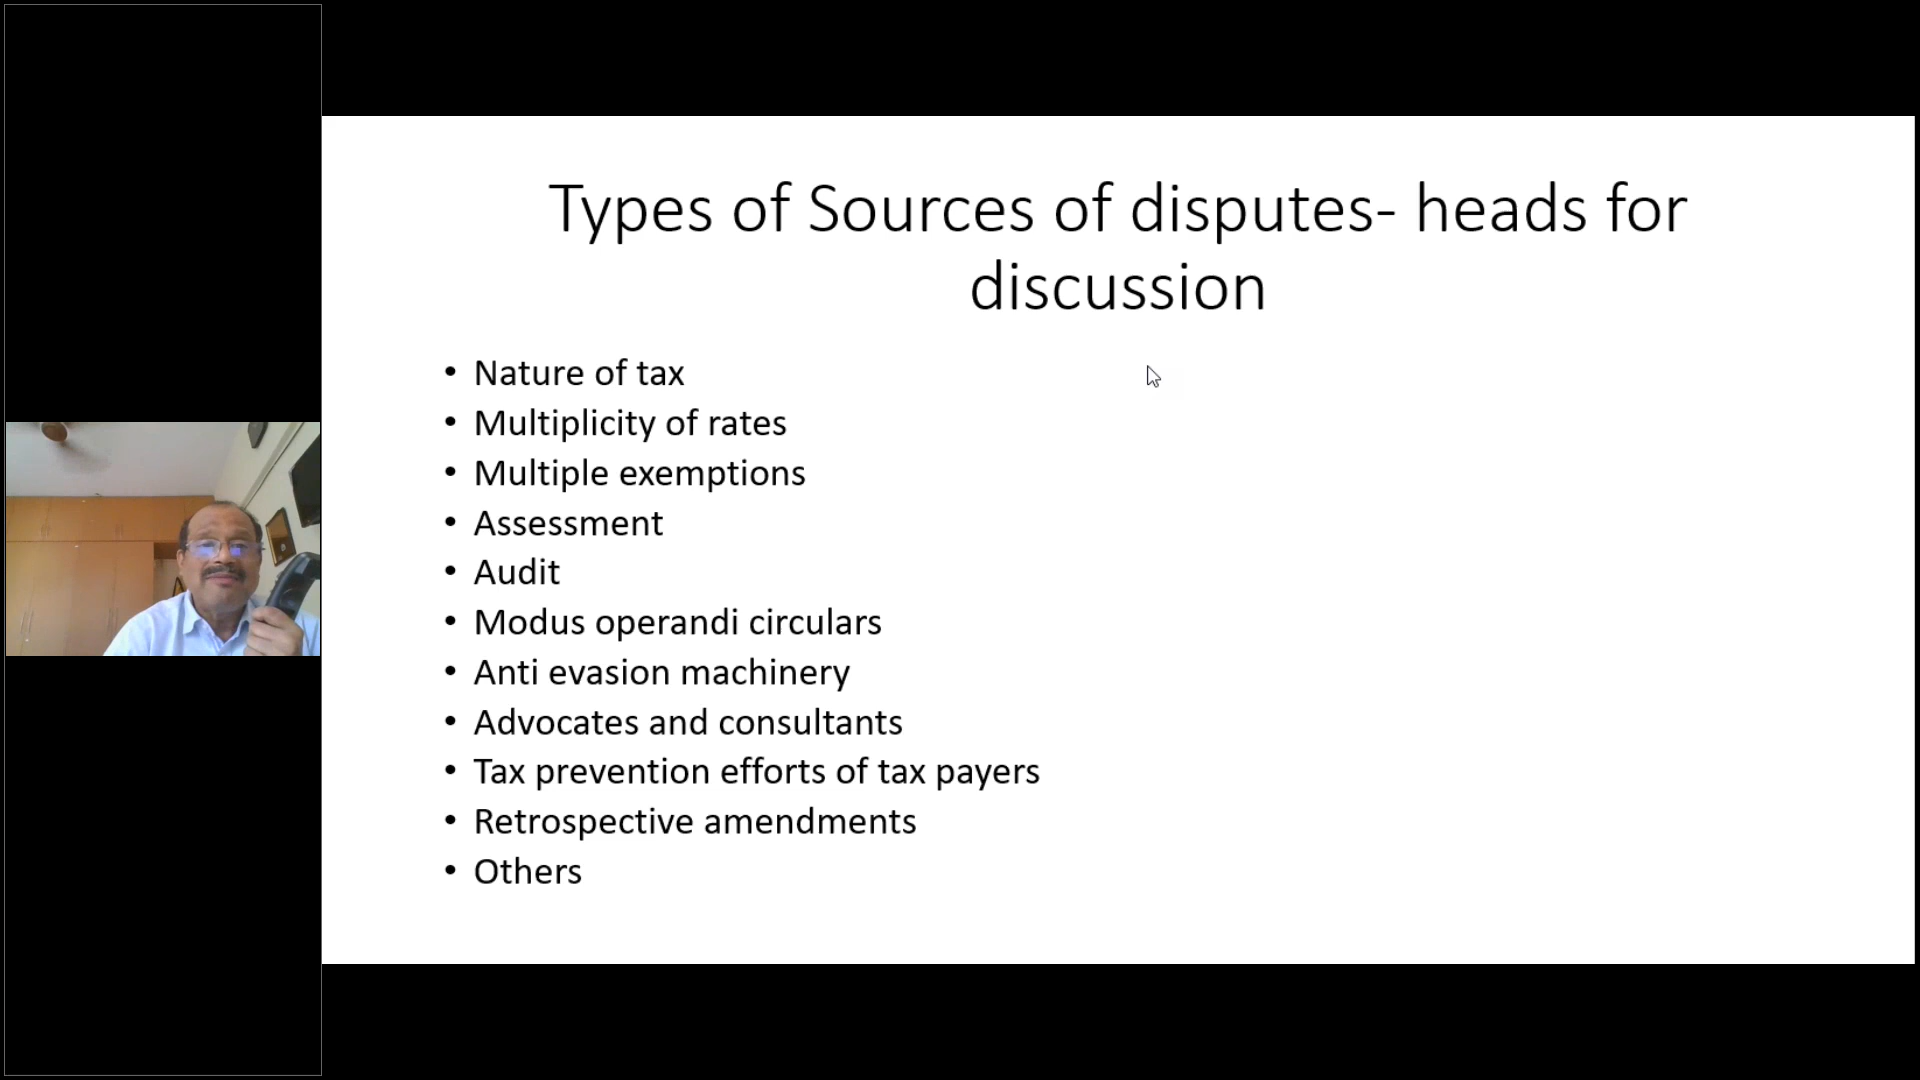 Types of Sources of disputes- heads for
discussion
• Nature of tax
• Multiplicity of rates
• Multiple exemptions
• Assessment
• Audit
• Modus operandi circulars
• Anti evasion machinery
• Advocates and consultants
• Tax prevention efforts of tax payers
• Retrospective amendments
• Others